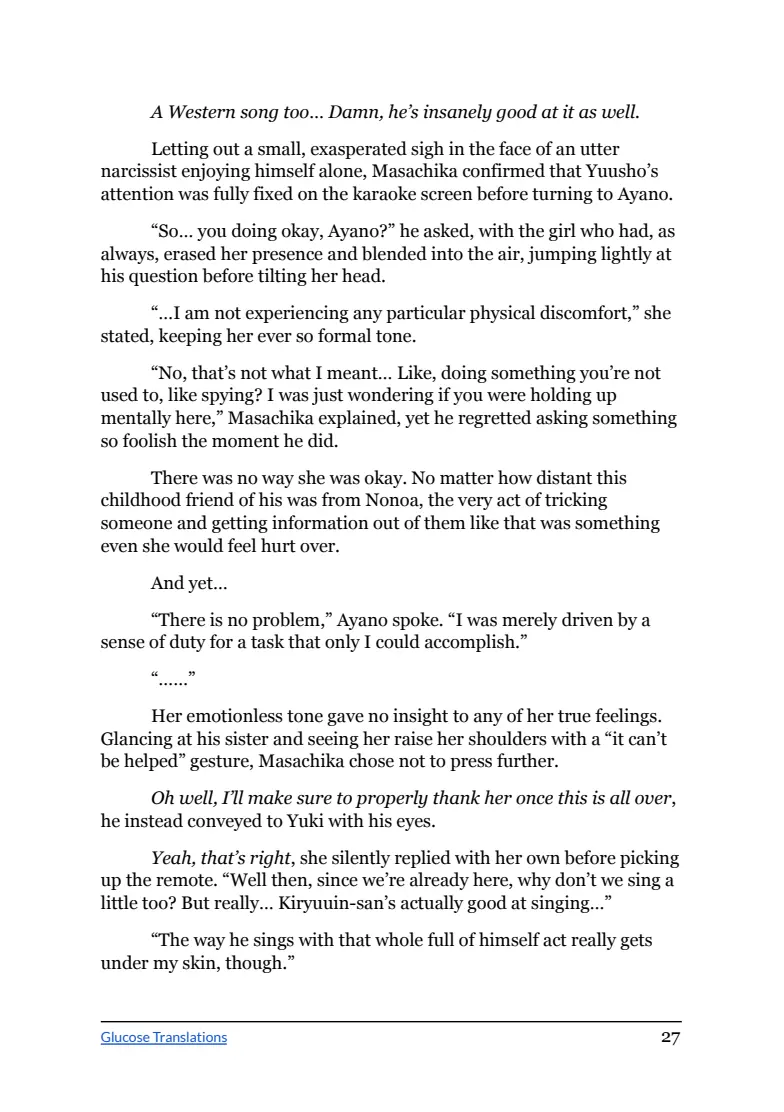 A Western song too… Damn, he’s insanely good at it as well.
Letting out a small, exasperated sigh in the face of an utter
narcissist enjoying himself alone, Masachika confirmed that Yuusho’s
attention was fully fixed on the karaoke screen before turning to Ayano.
“So… you doing okay, Ayano?” he asked, with the girl who had, as
always, erased her presence and blended into the air, jumping lightly at
his question before tilting her head.
“…I am not experiencing any particular physical discomfort,” she
stated, keeping her ever so formal tone.
“No, that’s not what I meant… Like, doing something you’re not
used to, like spying? I was just wondering if you were holding up
mentally here,” Masachika explained, yet he regretted asking something
so foolish the moment he did.
There was no way she was okay. No matter how distant this
childhood friend of his was from Nonoa, the very act of tricking
someone and getting information out of them like that was something
even she would feel hurt over.
And yet…
“There is no problem,” Ayano spoke. “I was merely driven by a
sense of duty for a task that only I could accomplish.”
“……”
Her emotionless tone gave no insight to any of her true feelings.
Glancing at his sister and seeing her raise her shoulders with a “it can’t
be helped” gesture, Masachika chose not to press further.
Oh well, I’ll make sure to properly thank her once this is all over,
he instead conveyed to Yuki with his eyes.
Yeah, that’s right, she silently replied with her own before picking
up the remote. “Well then, since we’re already here, why don’t we sing a
little too? But really… Kiryuuin-san’s actually good at singing…”
“The way he sings with that whole full of himself act really gets
under my skin, though.”
Glucose Translations 27